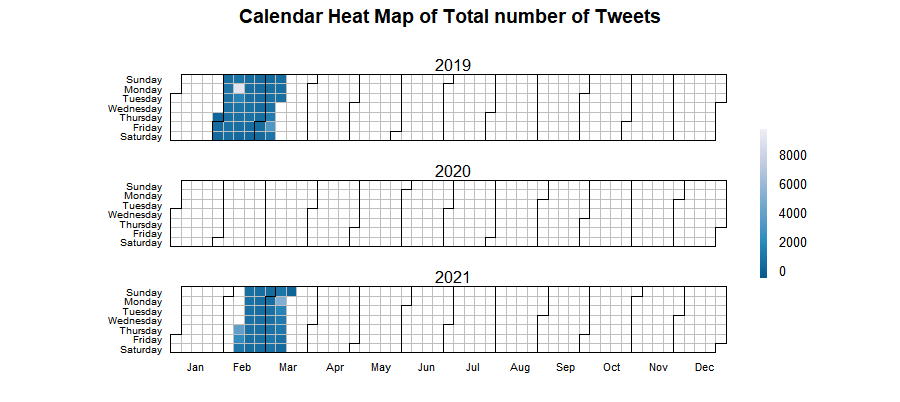 Calendar Heat Map of Total number of Tweets
2019
Sunday
Monday
Tuesday
Wednesday
Thursday
Friday
Saturday
2020
Sunday
Monday
Tuesday
Wednesday
Thursday
Friday
Saturday
2021
Sunday
Monday
Tuesday
Wednesday
Thursday
Friday
Saturday
Jan Feb Mar Apr May Jun Jul Aug Sep Oct Nov Dec
8000
6000
4000
2000
0